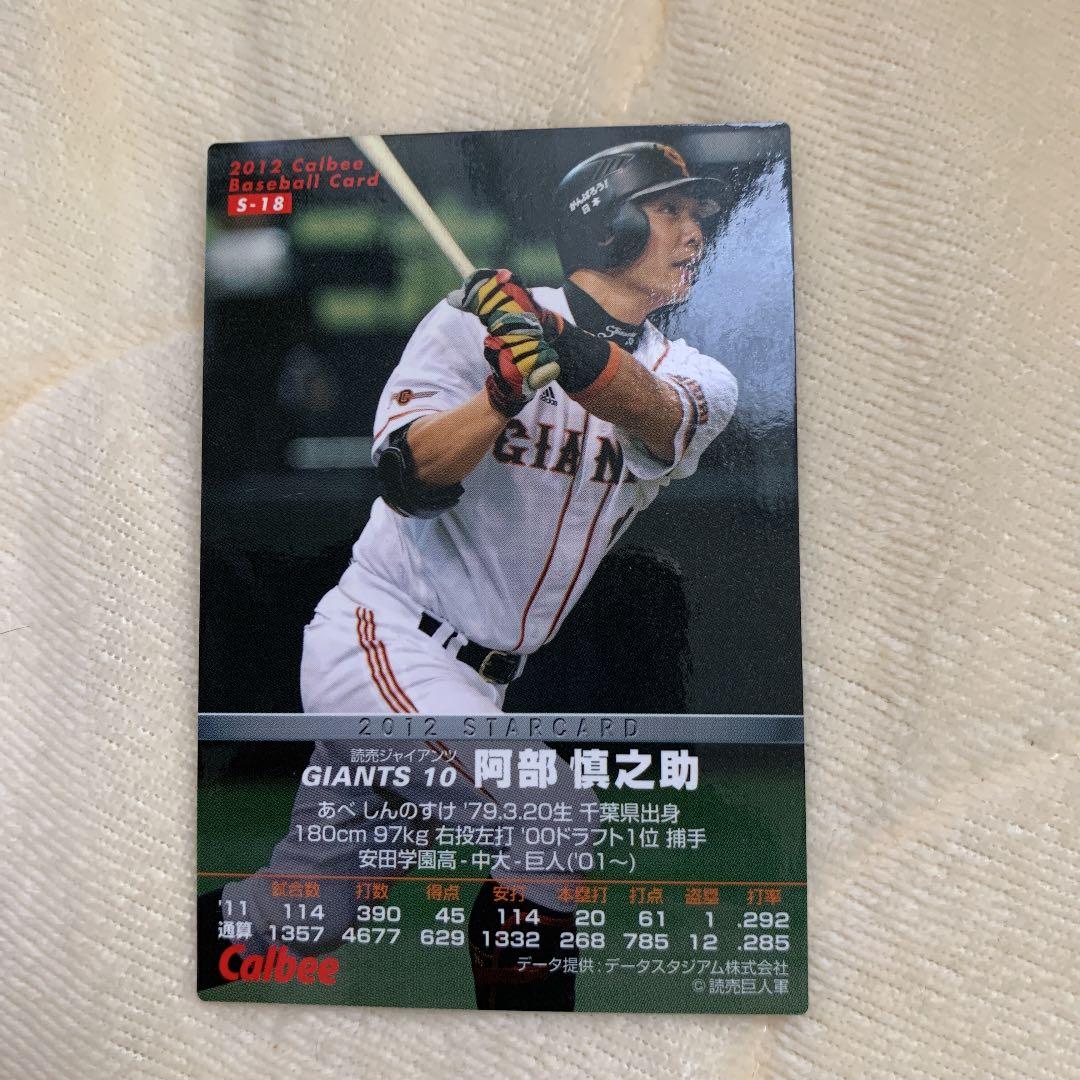 2012 Calbee
Baseball Card
S-18
がんばろう!
日本
adidas
GIAN
2012 STARCARD
読売ジャイアンツ
GIANTS 10 阿部 慎之助
あべ しんのすけ '79.3.20生 千葉県出身
180cm 97kg 右投左打 '00ドラフト1位 捕手
安田学園高-中大-巨人('01～)
試合数 打数 得点 安打 本塁打 打点 盗塁 打率
'11 114 390 45 114 20 61 1 .292
通算 1357 4677 629 1332 268 785 12 .285
Calbee
データ提供:データスタジアム株式会社
©読売巨人軍